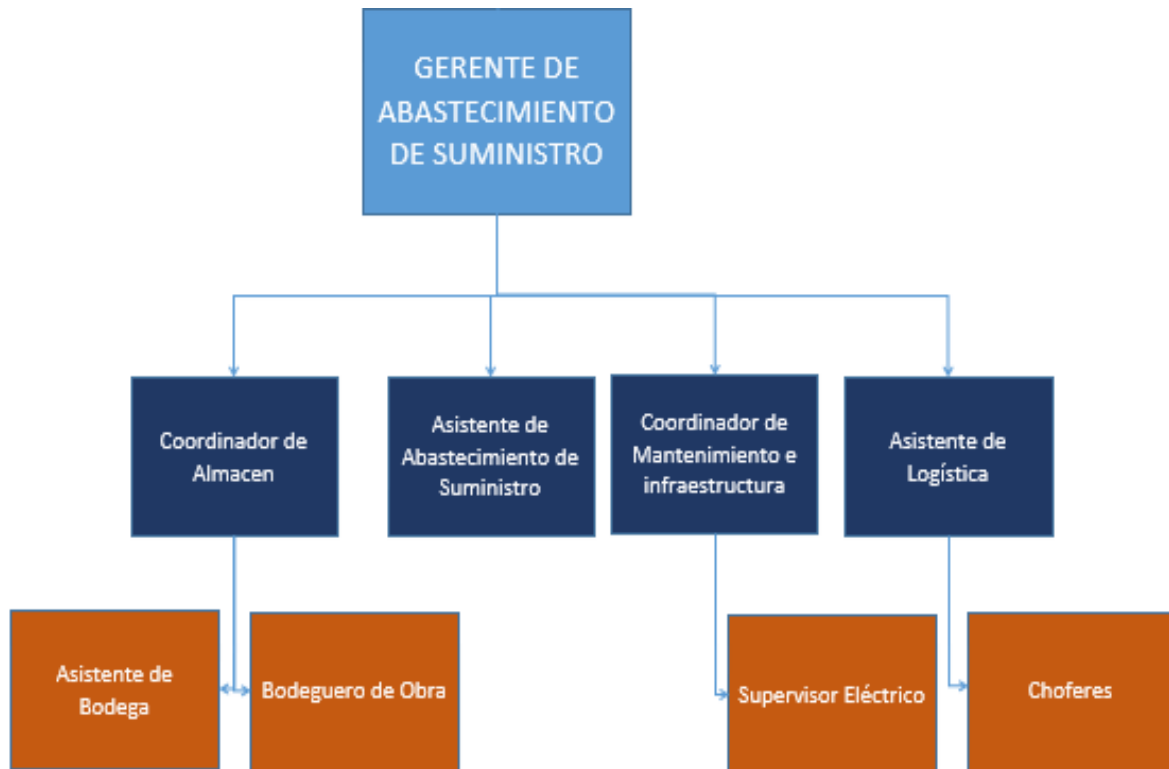 GERENTE DE
ABASTECIMIENTO
DE SUMINISTRO
Coordinador de
Almacen
Asistente de
Abastecimiento de
Suministro
Coordinador de
Mantenimiento e
infraestructura
Asistente de
Logística
Asistente de
Bodega
Bodeguero de Obra
Supervisor Eléctrico
Choferes